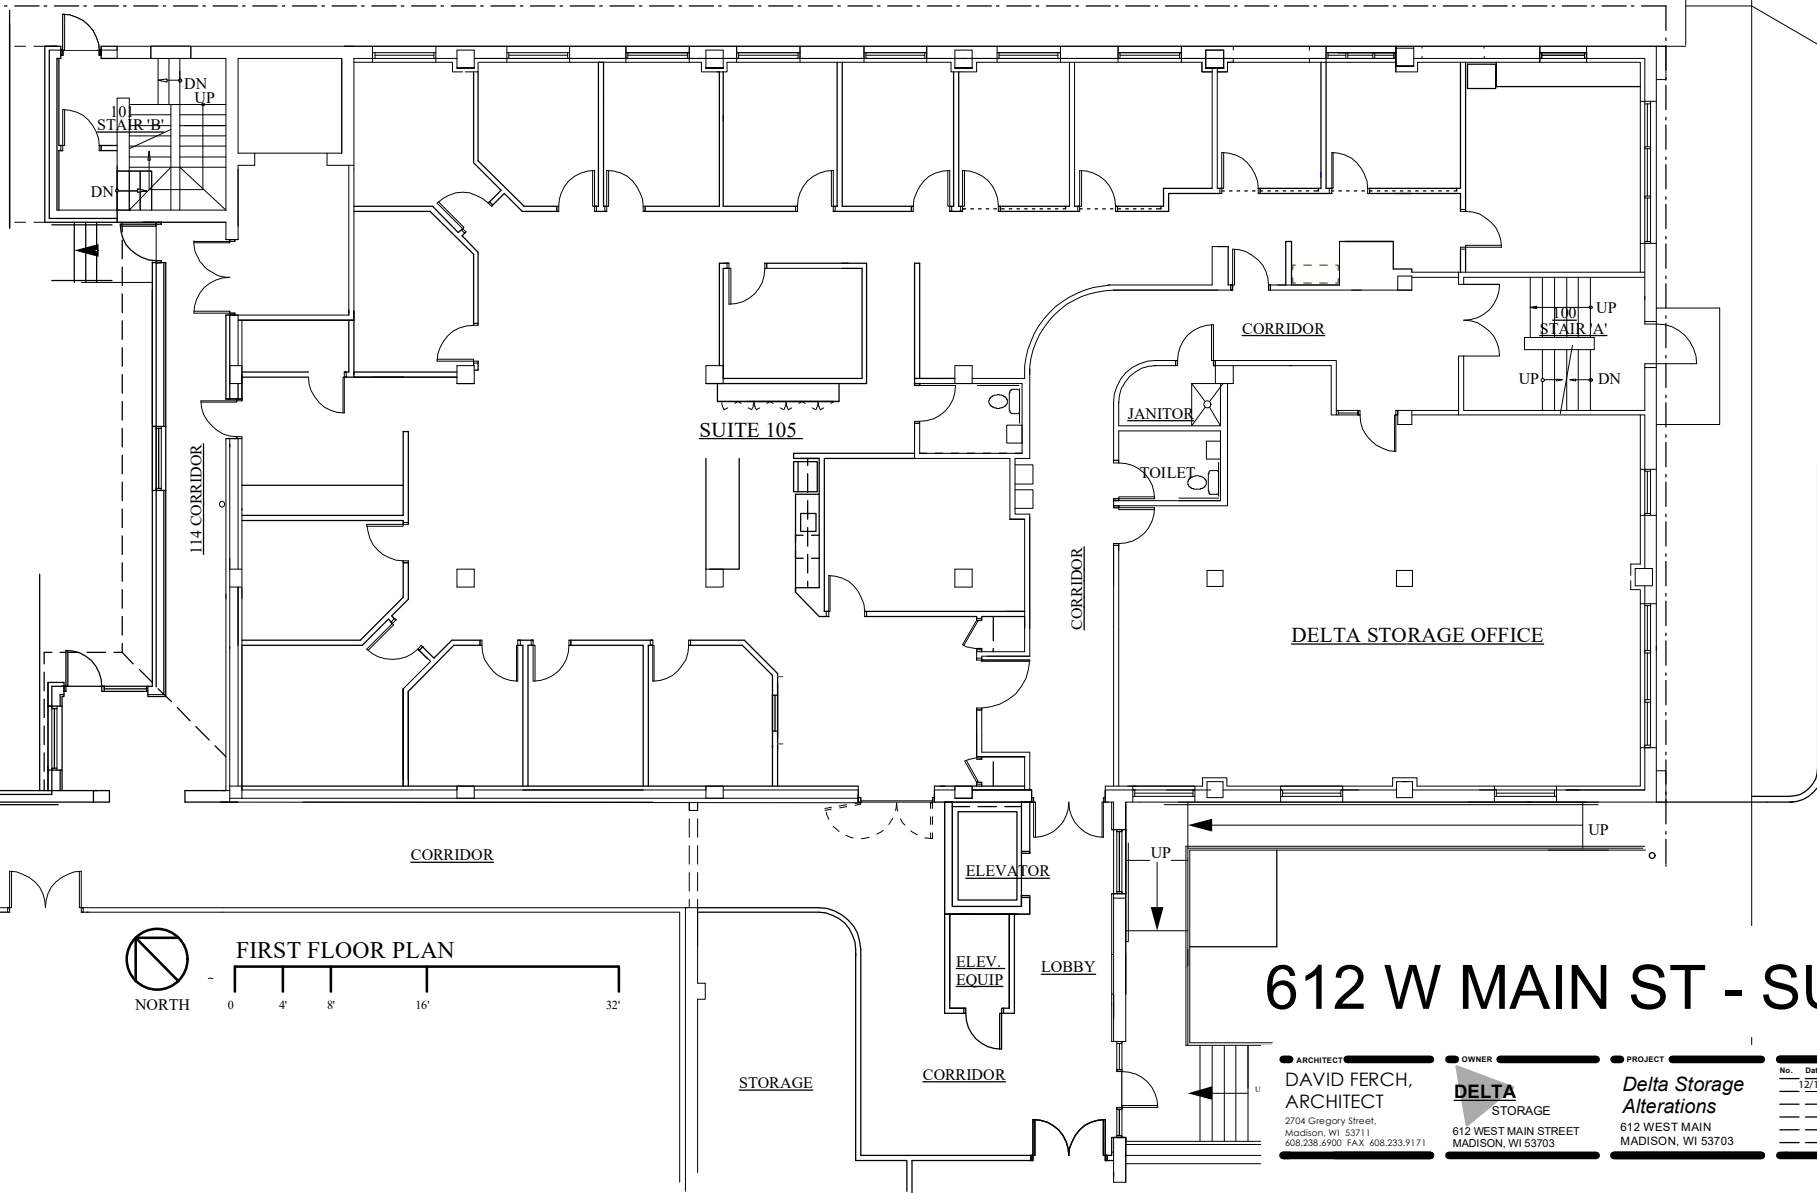 DN
UP
101
STAIR 'B'
DN
CORRIDOR
100
STAIR 'A'
UP
UP
DN
JANITOR
SUITE 105
TOILET
114 CORRIDOR
CORRIDOR
DELTA STORAGE OFFICE
UP
UP
CORRIDOR
ELEVATOR
FIRST FLOOR PLAN
NORTH
0 4' 8' 16' 32'
ELEV.
EQUIP
LOBBY
STORAGE
CORRIDOR
U
612 W MAIN ST - SU
ARCHITECT
DAVID FERCH,
ARCHITECT
2704 Gregory Street,
Madison, WI 53711
608.238.6900 FAX 608.233.9171
OWNER
DELTA
STORAGE
612 WEST MAIN STREET
MADISON, WI 53703
PROJECT
Delta Storage
Alterations
612 WEST MAIN
MADISON, WI 53703
No. Dat
12/1